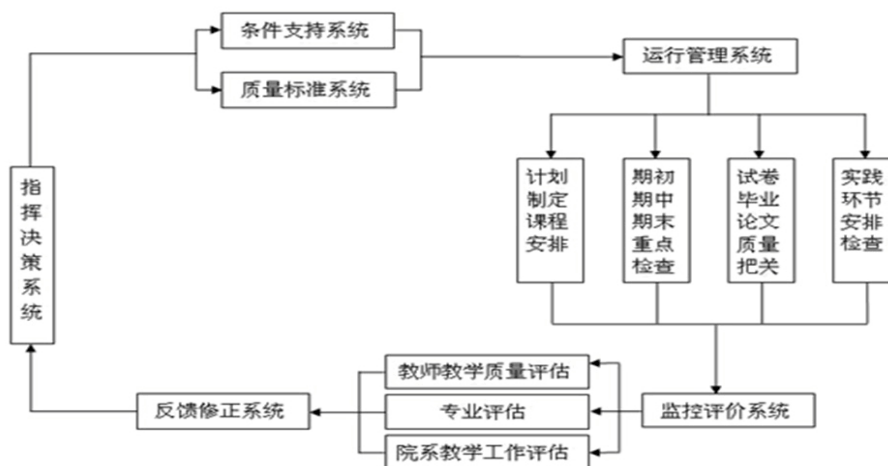 条件支持系统
质量标准系统
运行管理系统
指挥决策系统
计划
制定
课程
安排
期初
期中
期末
重点
检查
试卷
毕业
论文
质量
把关
实践
环节
安排
检查
教师教学质量评估
反馈修正系统
专业评估
监控评价系统
院系教学工作评估